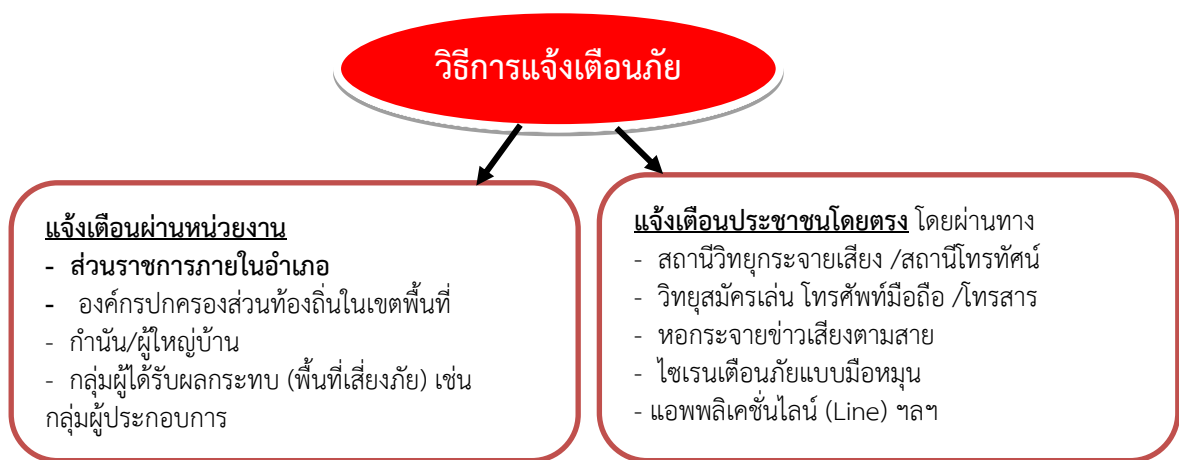 วิธีการแจ้งเตือนภัย
แจ้งเตือนผ่านหน่วยงาน
- ส่วนราชการภายในอำเภอ
- องค์กรปกครองส่วนท้องถิ่นในเขตพื้นที่
- กำนัน/ผู้ใหญ่บ้าน
- กลุ่มผู้ได้รับผลกระทบ (พื้นที่เสี่ยงภัย) เช่น
กลุ่มผู้ประกอบการ
แจ้งเตือนประชาชนโดยตรง โดยผ่านทาง
- สถานีวิทยุกระจายเสียง /สถานีโทรทัศน์
- วิทยุสมัครเล่น โทรศัพท์มือถือ /โทรสาร
- หอกระจายข่าวเสียงตามสาย
- ไซเรนเตือนภัยแบบมือหมุน
- แอพพลิเคชั่นไลน์ (Line) ฯลฯ